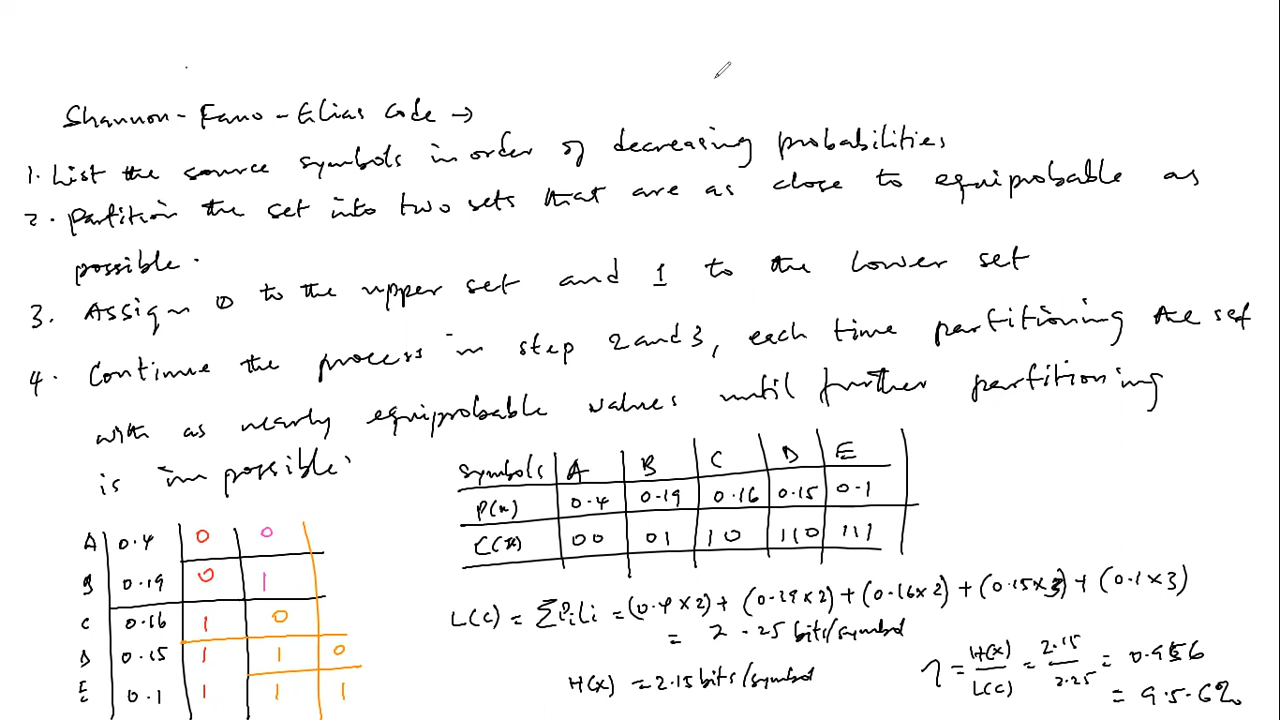 Shannon-Fano-Elias Code →
1. List the source symbols in order of decreasing probabilities
2. Partition the set into two sets that are as close to equiprobable as
possible.
3. Assign 0 to the upper set and 1 to the lower set
4. Continue the process in step 2 and 3, each time partitioning the set
with as nearly equiprobable values until further partitioning
is impossible.
symbols A B C D E
P(x) 0.4 0.19 0.16 0.15 0.1
C(x) 00 01 10 110 111
A 0.4 0 0
B 0.19 0 1
C 0.16 1 0
D 0.15 1 1 0
E 0.1 1 1 1
L(C) = ΣPili = (0.4×2) + (0.19×2) + (0.16×2) + (0.15×3) + (0.1×3)
= 2.25 bits/symbol
H(X) = 2.15 bits/symbol
η = H(X)/L(C) = 2.15/2.25 = 0.956
= 95.6%